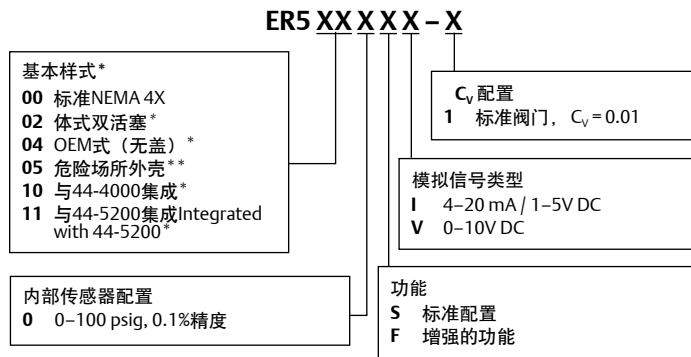 ER5 XX X X X – X
基本样式*
00 标准NEMA 4X
02 体式双活塞*
04 OEM式（无盖）*
05 危险场所外壳**
10 与44-4000集成*
11 与44-5200集成Integrated
with 44-5200*
内部传感器配置
0 0–100 psig, 0.1%精度
Cv 配置
1 标准阀门， Cv = 0.01
模拟信号类型
I 4–20 mA / 1–5V DC
V 0–10V DC
功能
S 标准配置
F 增强的功能